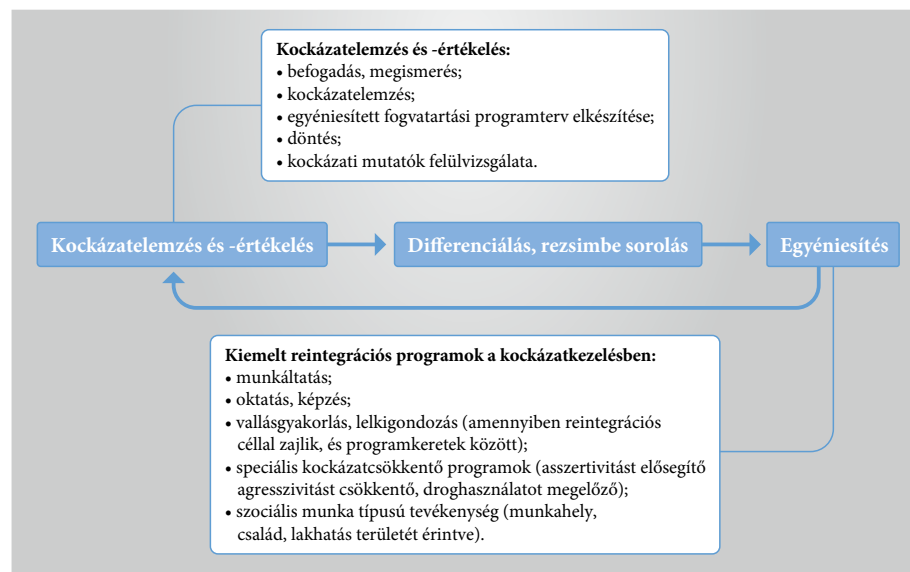 Kockázatelemzés és -értékelés:
• befogadás, megismerés;
• kockázatelemzés;
• egyéniesített fogvatartási programterv elkészítése;
• döntés;
• kockázati mutatók felülvizsgálata.
Kockázatelemzés és -értékelés
Differenciálás, rezsimbe sorolás
Egyéniesítés
Kiemelt reintegrációs programok a kockázatkezelésben:
• munkáltatás;
• oktatás, képzés;
• vallásgyakorlás, lelkigondozás (amennyiben reintegrációs
céllal zajlik, és programkeretek között);
• speciális kockázatcsökkentő programok (asszertivitást elősegítő
agresszivitást csökkentő, droghasználatot megelőző);
• szociális munka típusú tevékenység (munkahely,
család, lakhatás területét érintve).